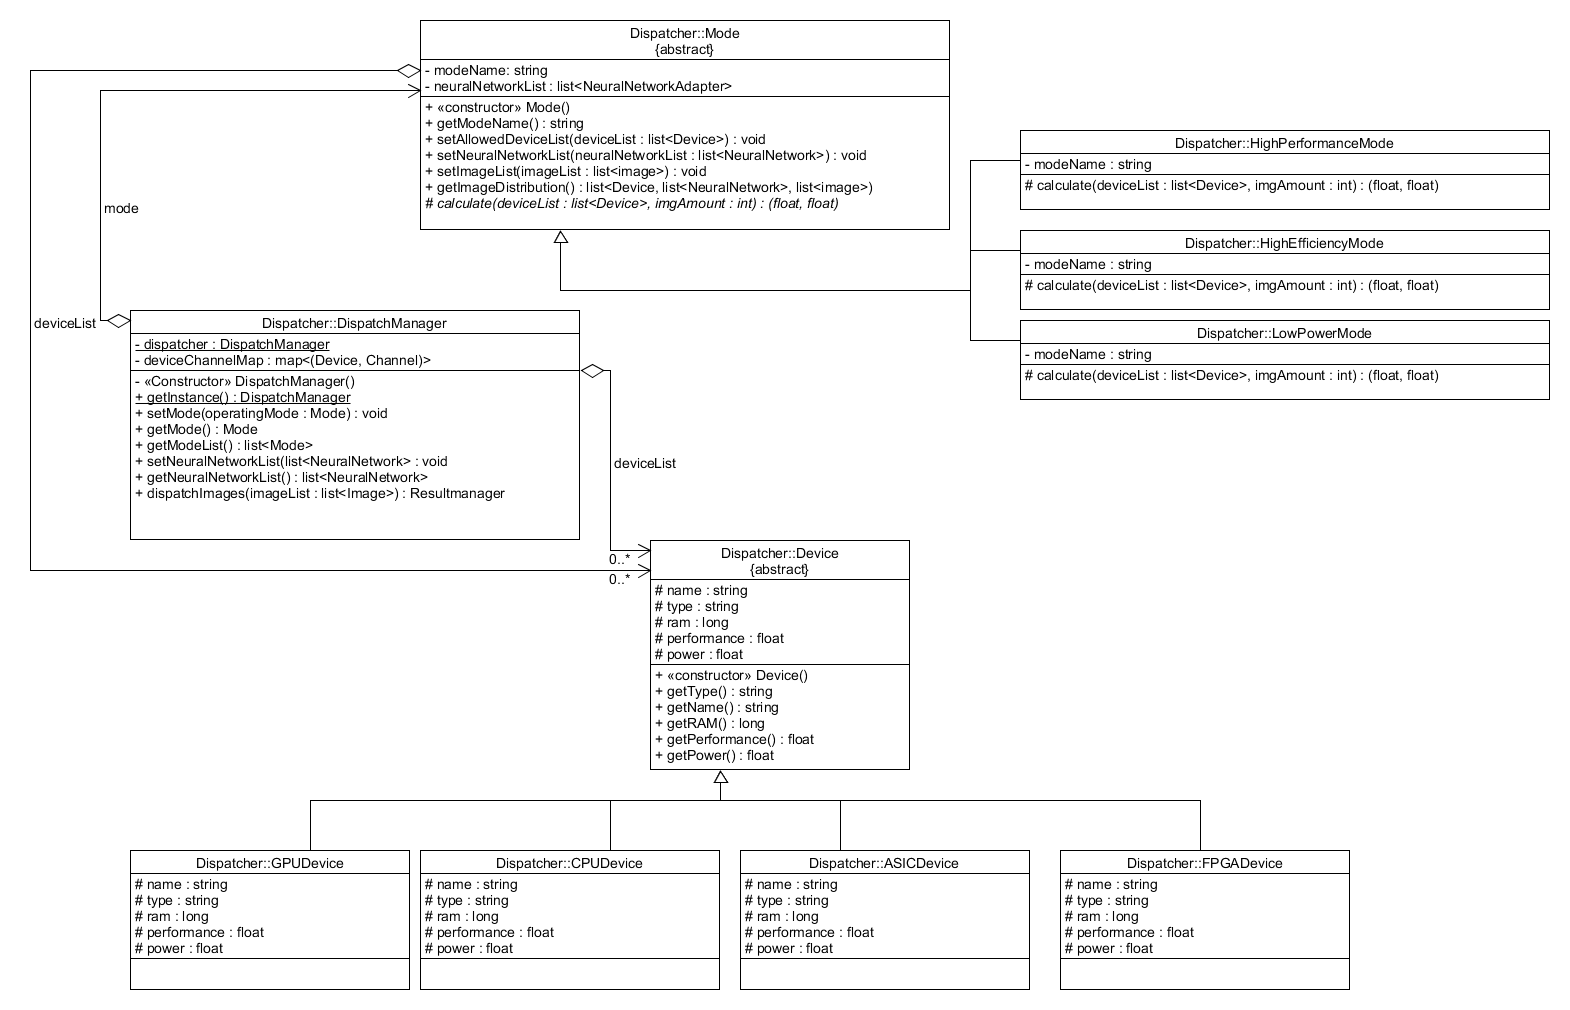 Dispatcher::Mode
{abstract}
- modeName: string
- neuralNetworkList : list<NeuralNetworkAdapter>
+ «constructor» Mode()
+ getModeName() : string
+ setAllowedDeviceList(deviceList : list<Device>) : void
+ setNeuralNetworkList(neuralNetworkList : list<NeuralNetwork>) : void
+ setImageList(imageList : list<image>) : void
+ getImageDistribution() : list<Device, list<NeuralNetwork>, list<image>)
# calculate(deviceList : list<Device>, imgAmount : int) : (float, float)
Dispatcher::HighPerformanceMode
- modeName : string
# calculate(deviceList : list<Device>, imgAmount : int) : (float, float)
Dispatcher::HighEfficiencyMode
- modeName : string
# calculate(deviceList : list<Device>, imgAmount : int) : (float, float)
Dispatcher::LowPowerMode
- modeName : string
# calculate(deviceList : list<Device>, imgAmount : int) : (float, float)
mode
deviceList
Dispatcher::DispatchManager
- dispatcher : DispatchManager
- deviceChannelMap : map<(Device, Channel)>
- «Constructor» DispatchManager()
+ getInstance() : DispatchManager
+ setMode(operatingMode : Mode) : void
+ getMode() : Mode
+ getModeList() : list<Mode>
+ setNeuralNetworkList(list<NeuralNetwork> : void
+ getNeuralNetworkList() : list<NeuralNetwork>
+ dispatchImages(imageList : list<Image>) : Resultmanager
deviceList
0..*
0..*
Dispatcher::Device
{abstract}
# name : string
# type : string
# ram : long
# performance : float
# power : float
+ «constructor» Device()
+ getType() : string
+ getName() : string
+ getRAM() : long
+ getPerformance() : float
+ getPower() : float
Dispatcher::GPUDevice
# name : string
# type : string
# ram : long
# performance : float
# power : float
Dispatcher::CPUDevice
# name : string
# type : string
# ram : long
# performance : float
# power : float
Dispatcher::ASICDevice
# name : string
# type : string
# ram : long
# performance : float
# power : float
Dispatcher::FPGADevice
# name : string
# type : string
# ram : long
# performance : float
# power : float